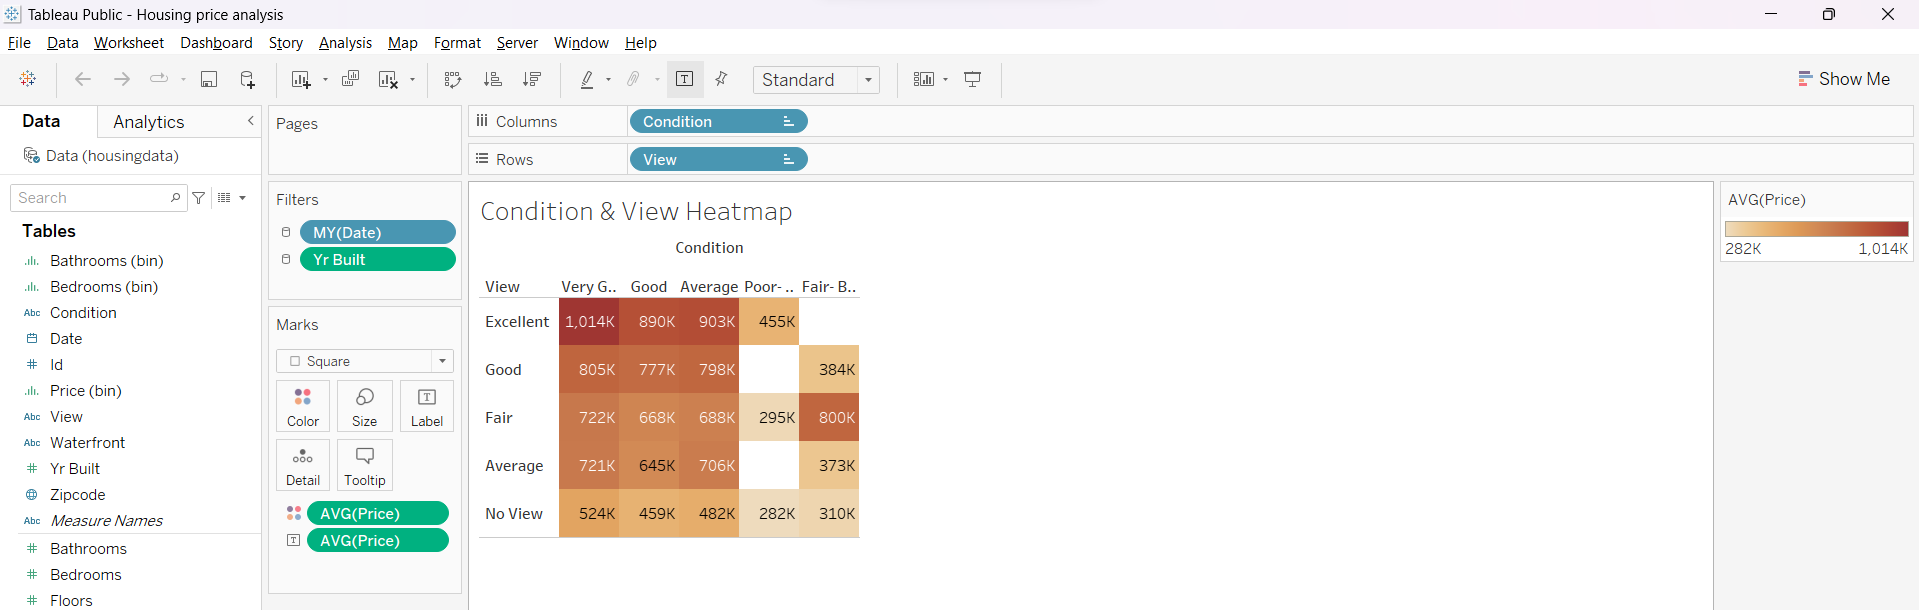 Tableau Public - Housing price analysis
File Data Worksheet Dashboard Story Analysis Map Format Server Window Help
Standard
Show Me
Data Analytics
Data (housingdata)
Search
Tables
Bathrooms (bin)
Bedrooms (bin)
Abc Condition
Date
Id
Price (bin)
Abc View
Abc Waterfront
Yr Built
Zipcode
Abc Measure Names
Bathrooms
Bedrooms
Floors
Pages
Filters
MY(Date)
Yr Built
Marks
Square
Color Size Label
Detail Tooltip
AVG(Price)
AVG(Price)
Columns Condition
Rows View
Condition & View Heatmap
Condition
View Very G.. Good Average Poor- .. Fair- B..
Excellent 1,014K 890K 903K 455K
Good 805K 777K 798K 384K
Fair 722K 668K 688K 295K 800K
Average 721K 645K 706K 373K
No View 524K 459K 482K 282K 310K
AVG(Price)
282K 1,014K